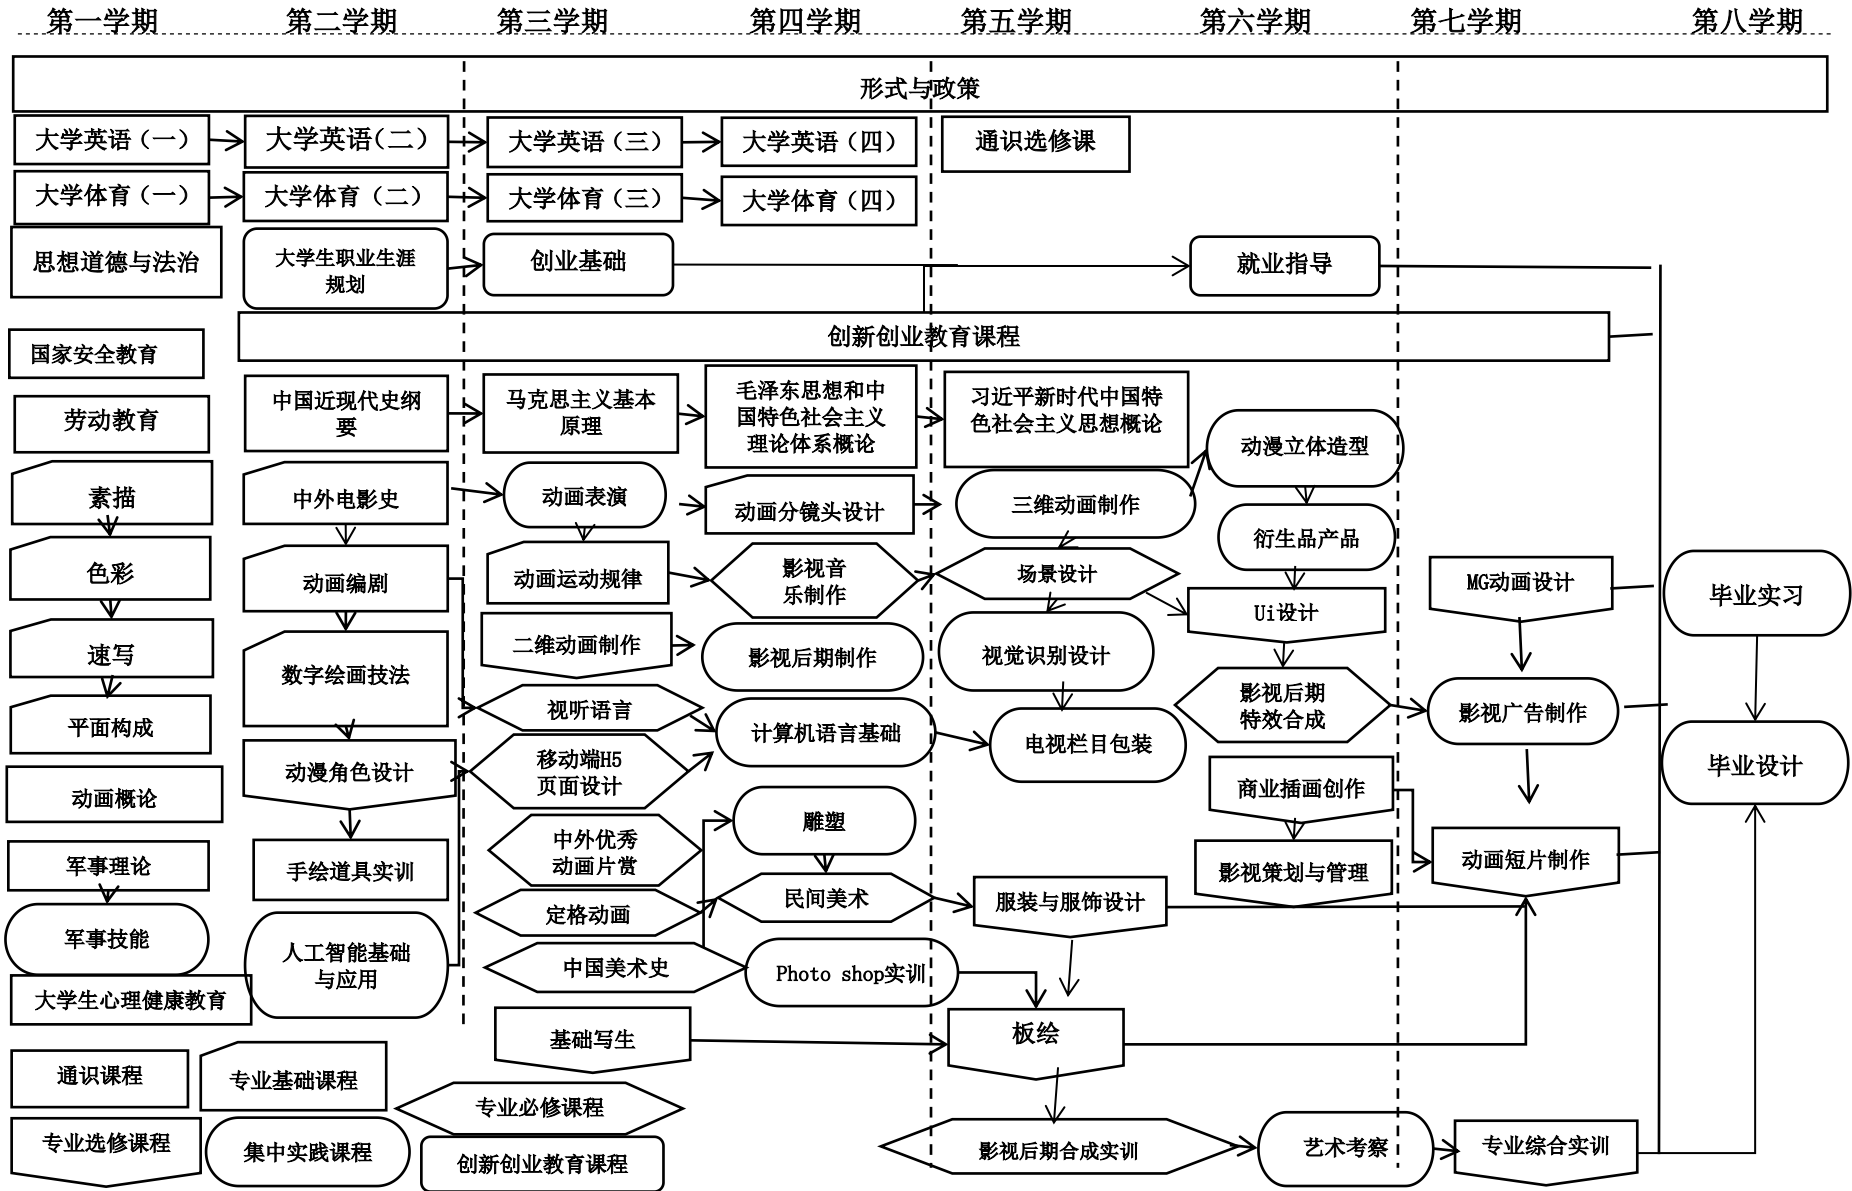 第一学期 第二学期 第三学期 第四学期 第五学期 第六学期 第七学期 第八学期
形式与政策
大学英语（一） 大学英语（二） 大学英语（三） 大学英语（四） 通识选修课
大学体育（一） 大学体育（二） 大学体育（三） 大学体育（四）
思想道德与法治
大学生职业生涯
规划
创业基础
就业指导
创新创业教育课程
国家安全教育
劳动教育
中国近现代史纲
要
马克思主义基本
原理
毛泽东思想和中
国特色社会主义
理论体系概论
习近平新时代中国特
色社会主义思想概论
动漫立体造型
素描
中外电影史
动画表演
动画分镜头设计
三维动画制作
衍生品产品
色彩
动画编剧
动画运动规律
影视音
乐制作
场景设计
Ui设计
MG动画设计
毕业实习
速写
数字绘画技法
二维动画制作
影视后期制作
视觉识别设计
影视后期
特效合成
影视广告制作
平面构成
视听语言
计算机语言基础
电视栏目包装
毕业设计
动画概论
动漫角色设计
移动端H5
页面设计
雕塑
商业插画创作
军事理论
手绘道具实训
中外优秀
动画片赏
民间美术
服装与服饰设计
影视策划与管理
动画短片制作
军事技能
人工智能基础
与应用
定格动画
中国美术史
Photo shop实训
大学生心理健康教育
基础写生
板绘
通识课程
专业基础课程
专业必修课程
专业选修课程
集中实践课程
创新创业教育课程
影视后期合成实训
艺术考察
专业综合实训